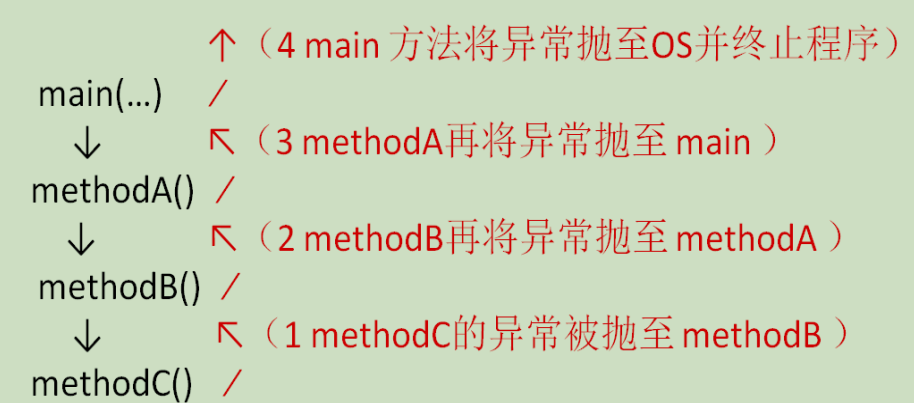 ↑（4 main 方法将异常抛至OS并终止程序）
main(...) /
↓ ↖（3 methodA再将异常抛至 main ）
methodA() /
↓ ↖（2 methodB再将异常抛至 methodA ）
methodB() /
↓ ↖（1 methodC的异常被抛至 methodB ）
methodC() /